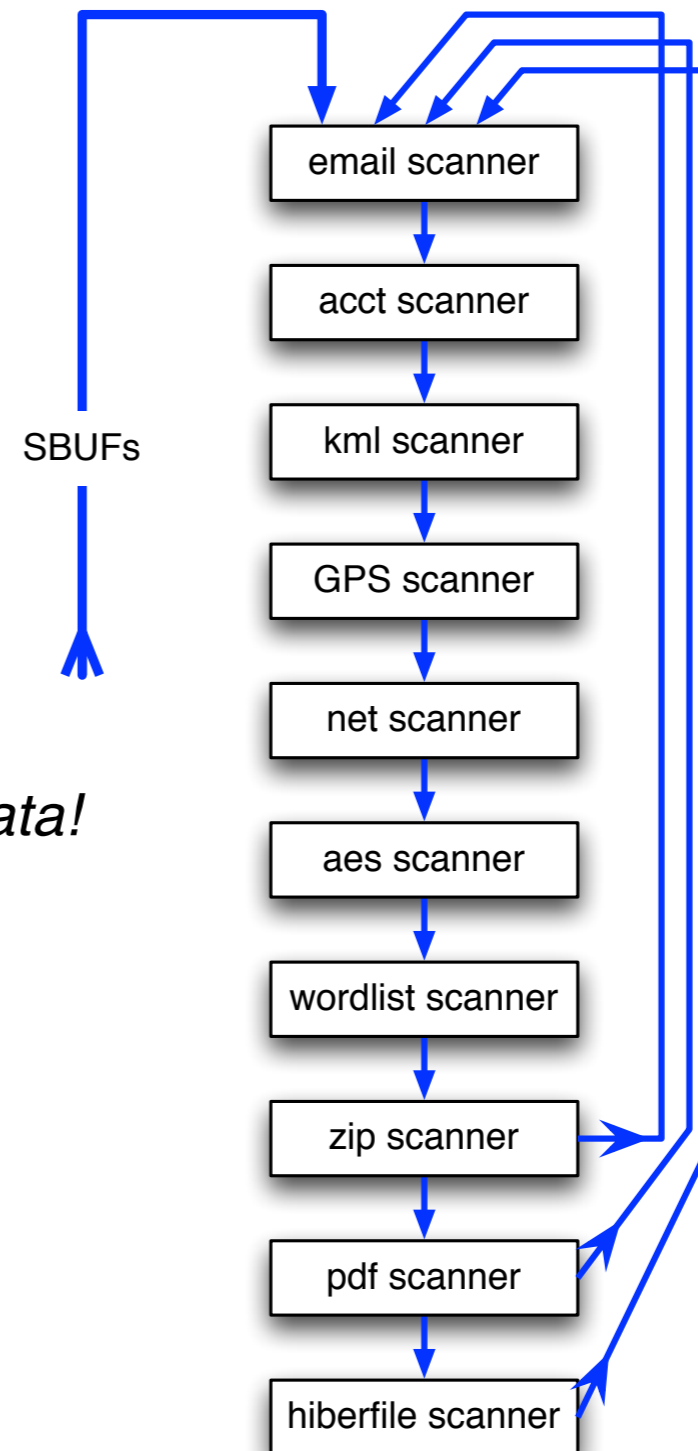 email scanner
acct scanner
kml scanner
SBUFs
GPS scanner
net scanner
ata!
aes scanner
wordlist scanner
zip scanner
pdf scanner
hiberfile scanner